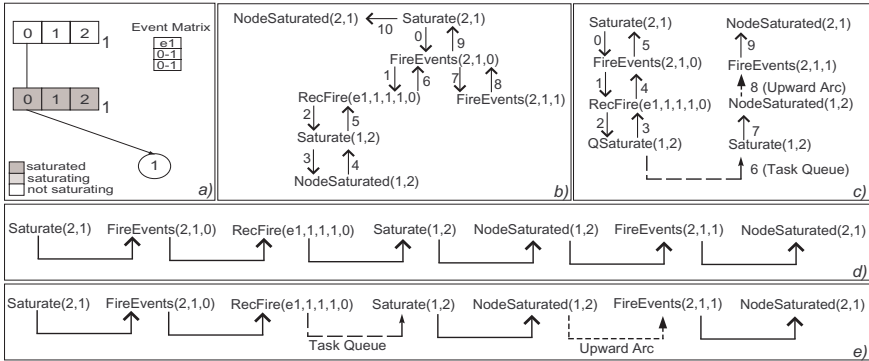 Event Matrix
e1
0-1
0-1
0 1 2 1
0 1 2 1
1
saturated
saturating
not saturating
a)
NodeSaturated(2,1)
10
Saturate(2,1)
0
9
FireEvents(2,1,0)
1
6
7
8
RecFire(e1,1,1,1,0)
FireEvents(2,1,1)
2
5
Saturate(1,2)
3
4
NodeSaturated(1,2)
b)
Saturate(2,1)
NodeSaturated(2,1)
0
5
9
FireEvents(2,1,0)
FireEvents(2,1,1)
1
4
8 (Upward Arc)
RecFire(e1,1,1,1,0)
NodeSaturated(1,2)
2
3
7
QSaturate(1,2)
Saturate(1,2)
6 (Task Queue)
c)
Saturate(2,1) FireEvents(2,1,0) RecFire(e1,1,1,1,0) Saturate(1,2) NodeSaturated(1,2) FireEvents(2,1,1) NodeSaturated(2,1)
d)
Saturate(2,1) FireEvents(2,1,0) RecFire(e1,1,1,1,0) Saturate(1,2) NodeSaturated(1,2) FireEvents(2,1,1) NodeSaturated(2,1)
Task Queue
Upward Arc
e)